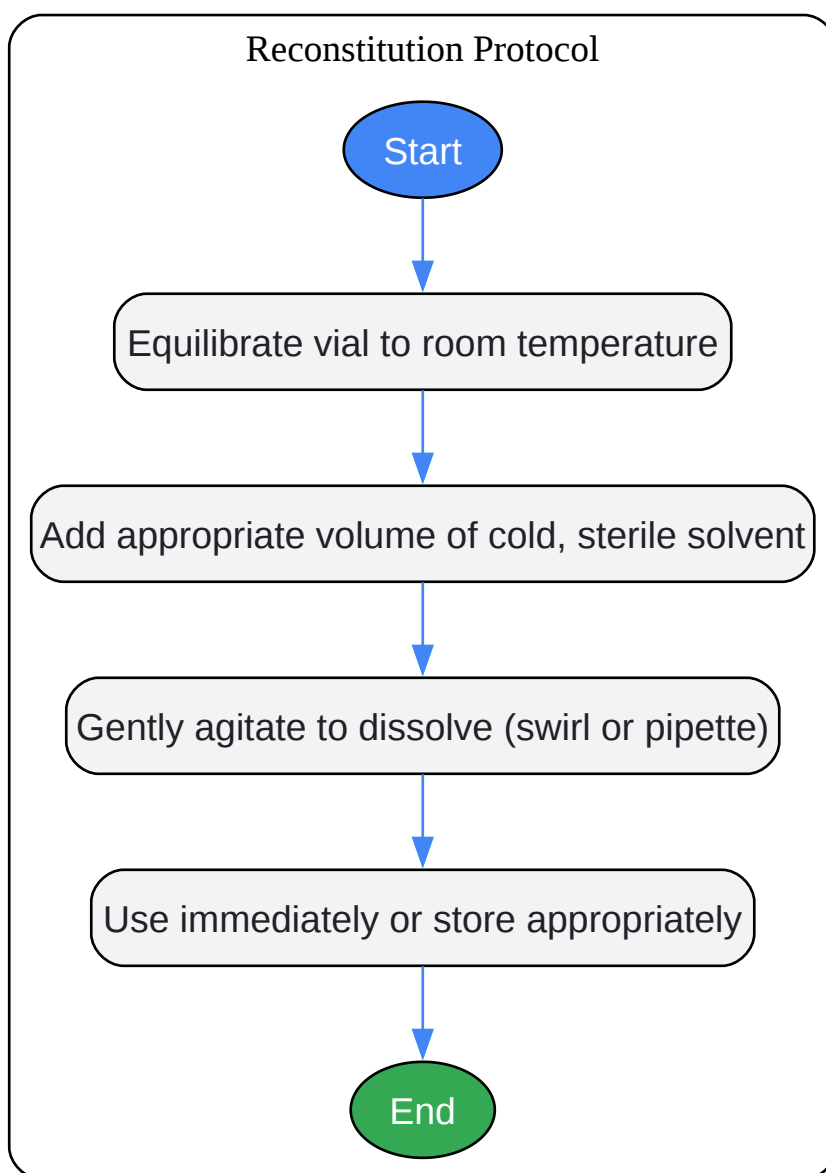 Reconstitution Protocol
Start
Equilibrate vial to room temperature
Add appropriate volume of cold, sterile solvent
Gently agitate to dissolve (swirl or pipette)
Use immediately or store appropriately
End